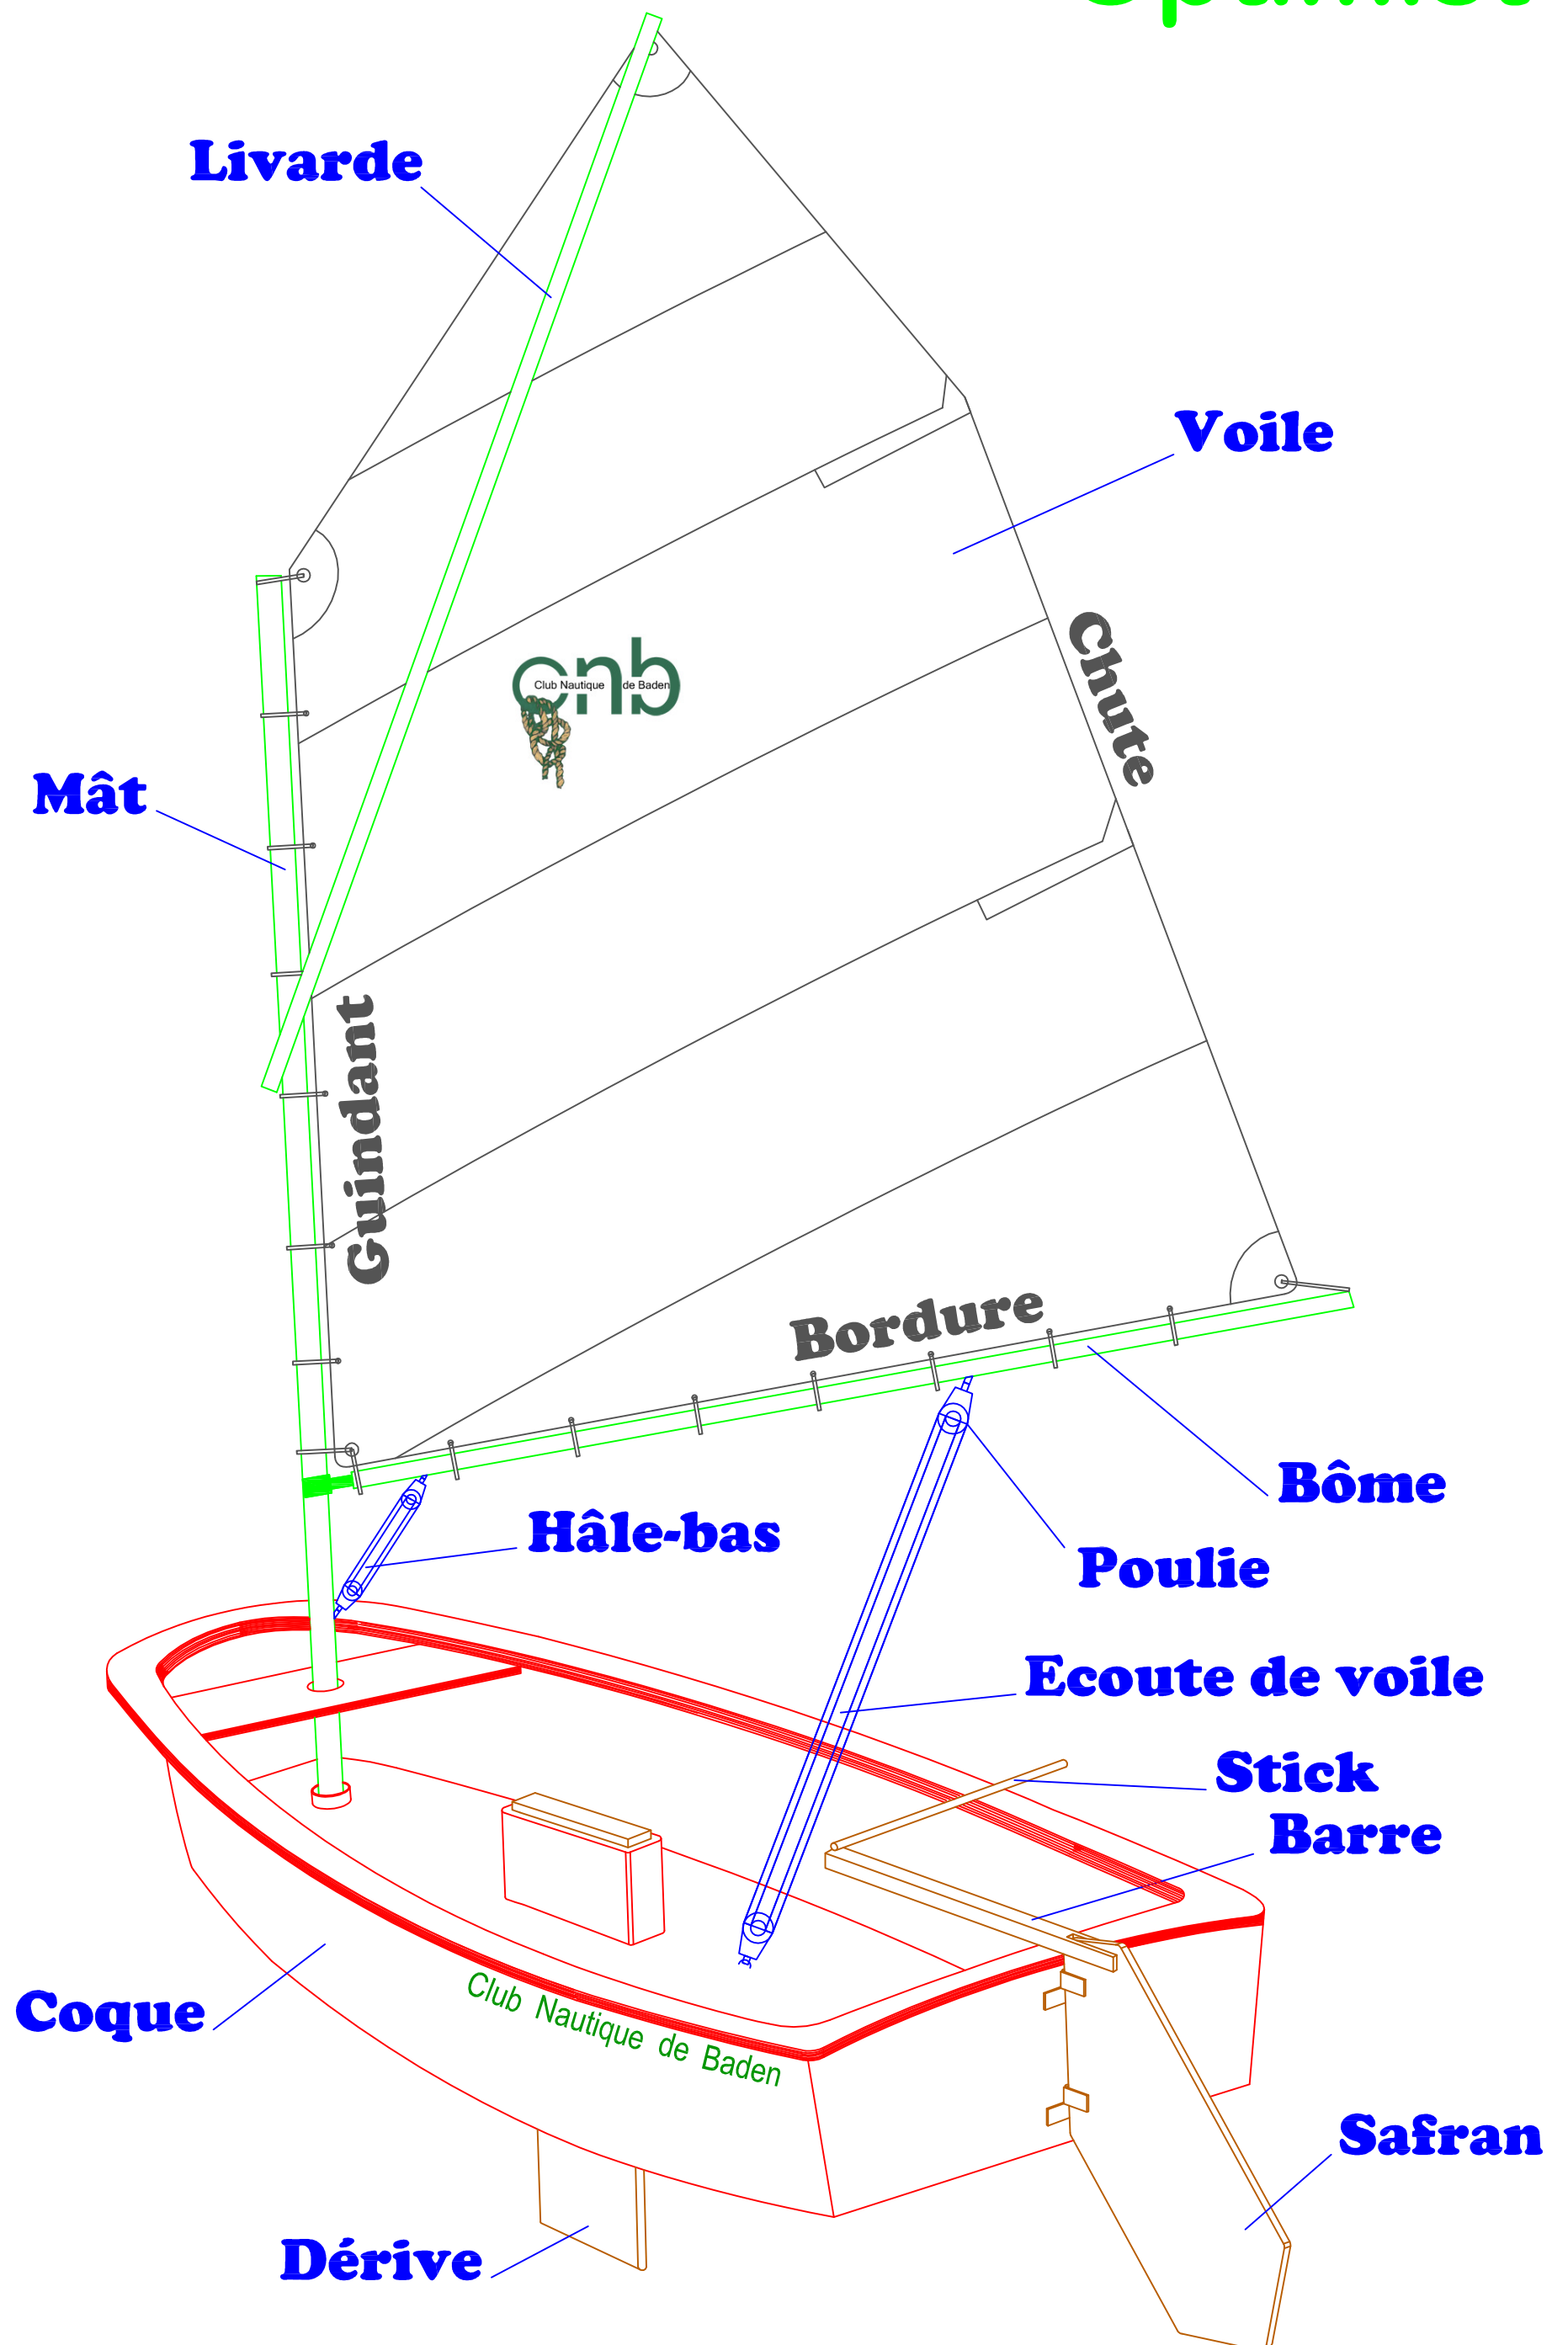 Livarde
Voile
Chute
Club Nautique de Baden
cnb
Mât
Guindant
Bordure
Bôme
Hâle-bas
Poulie
Ecoute de voile
Stick
Barre
Coque
Club Nautique de Baden
Safran
Dérive